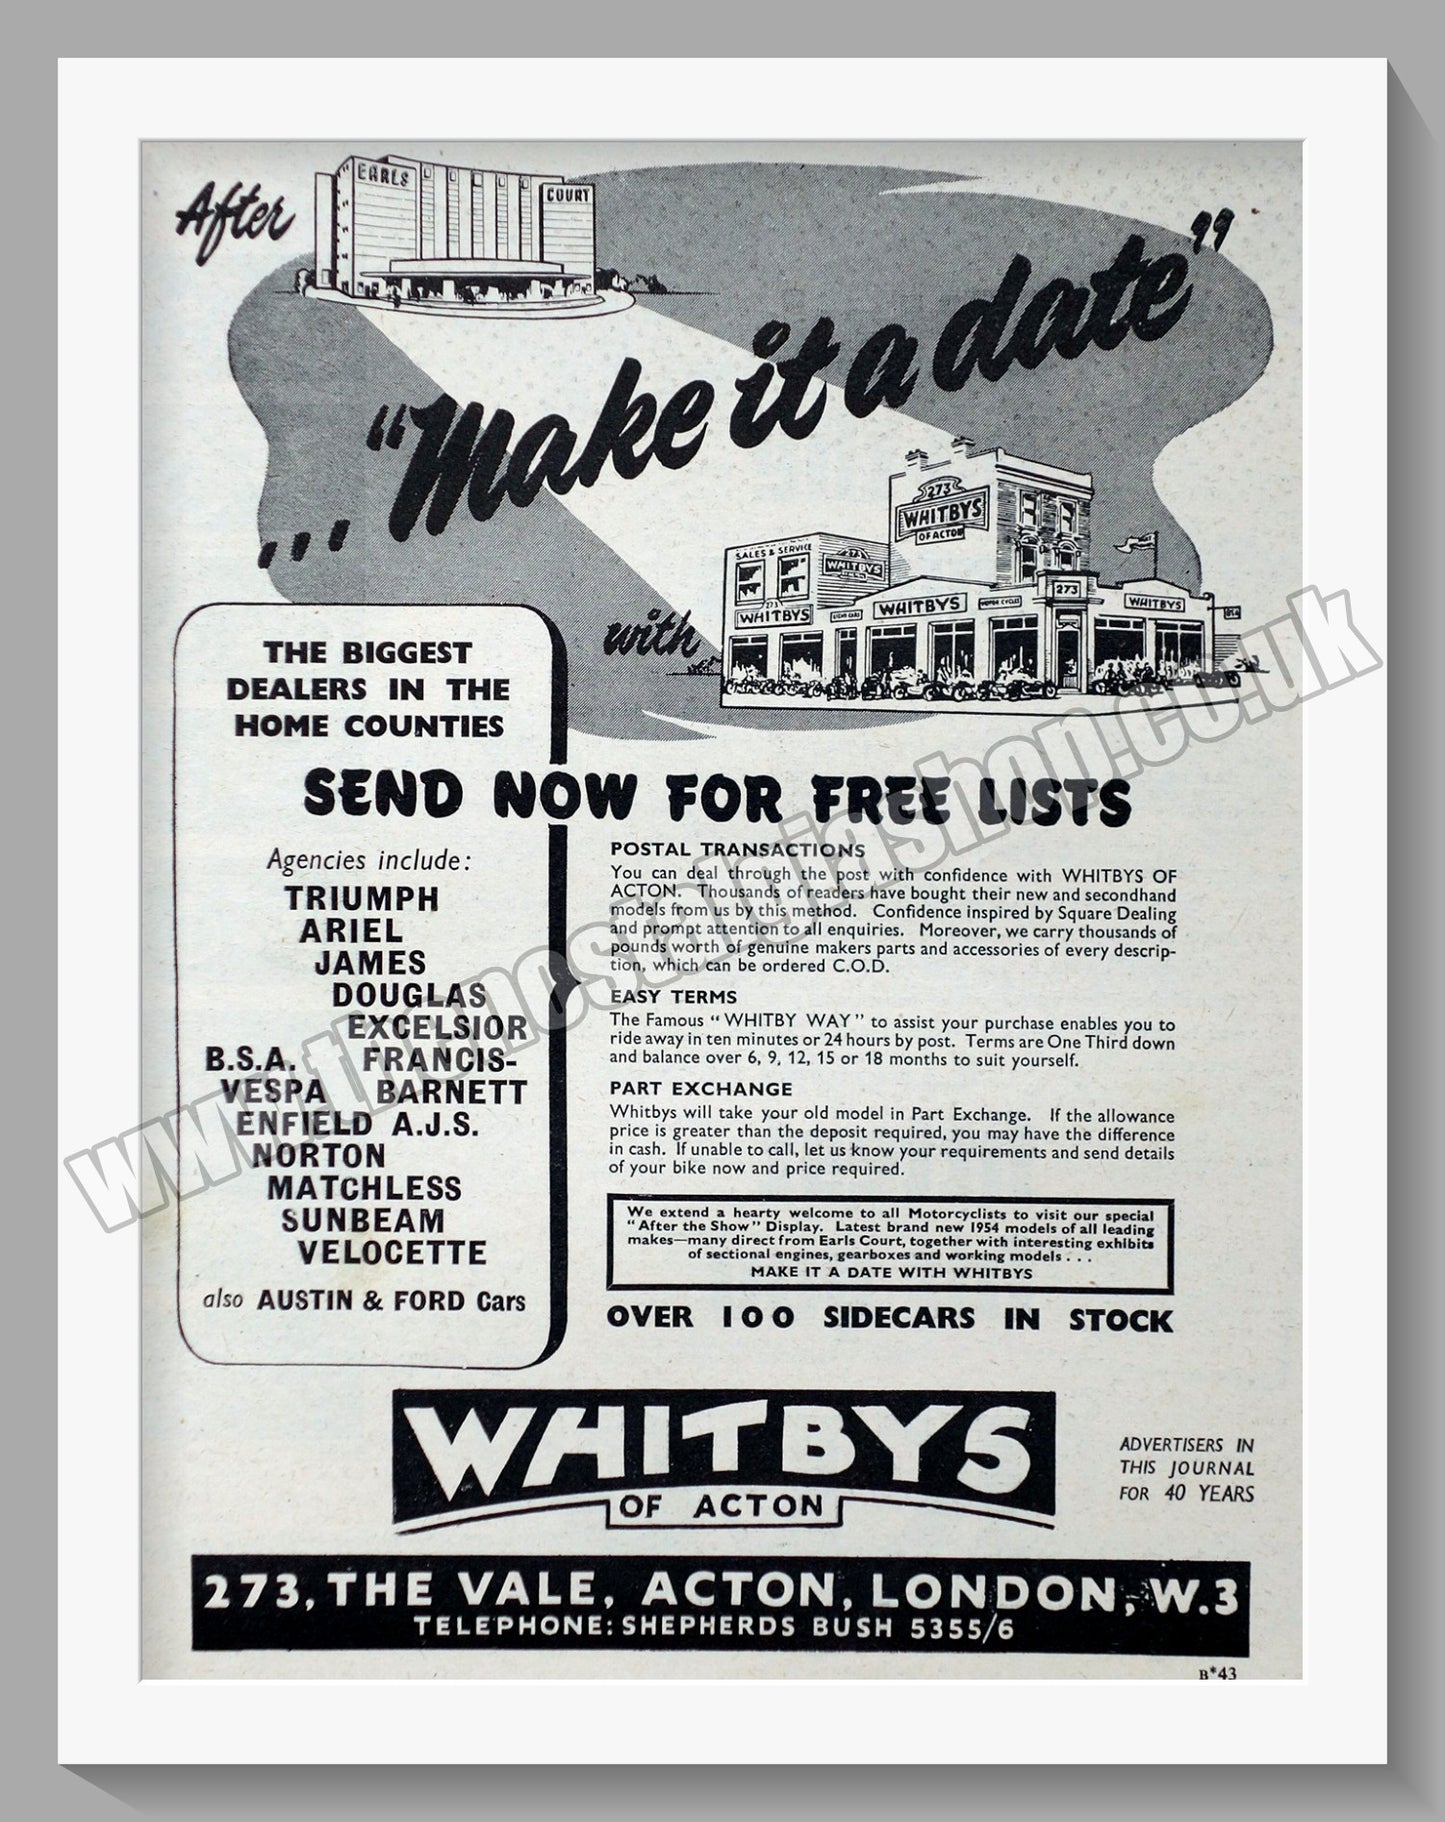 After
EARLS
COURT
... "Make it a date"
with
273
WHITBYS
OF ACTON
SALES & SERVICE
273
WHITBYS
273
WHITBYS
WHITBYS
MOTOR CYCLES
273
WHITBYS
THE BIGGEST
DEALERS IN THE
HOME COUNTIES
SEND NOW FOR FREE LISTS
Agencies include:
TRIUMPH
ARIEL
JAMES
DOUGLAS
EXCELSIOR
B.S.A. FRANCIS-
VESPA BARNETT
ENFIELD A.J.S.
NORTON
MATCHLESS
SUNBEAM
VELOCETTE
also AUSTIN & FORD Cars
POSTAL TRANSACTIONS
You can deal through the post with confidence with WHITBYS OF
ACTON. Thousands of readers have bought their new and secondhand
models from us by this method. Confidence inspired by Square Dealing
and prompt attention to all enquiries. Moreover, we carry thousands of
pounds worth of genuine makers parts and accessories of every descrip-
tion, which can be ordered C.O.D.
EASY TERMS
The Famous "WHITBY WAY" to assist your purchase enables you to
ride away in ten minutes or 24 hours by post. Terms are One Third down
and balance over 6, 9, 12, 15 or 18 months to suit yourself.
PART EXCHANGE
Whitbys will take your old model in Part Exchange. If the allowance
price is greater than the deposit required, you may have the difference
in cash. If unable to call, let us know your requirements and send details
of your bike now and price required.
We extend a hearty welcome to all Motorcyclists to visit our special
"After the Show" Display. Latest brand new 1954 models of all leading
makes—many direct from Earls Court, together with interesting exhibits
of sectional engines, gearboxes and working models . . .
MAKE IT A DATE WITH WHITBYS
OVER 100 SIDECARS IN STOCK
WHITBYS
OF ACTON
ADVERTISERS IN
THIS JOURNAL
FOR 40 YEARS
273, THE VALE, ACTON, LONDON, W.3
TELEPHONE: SHEPHERDS BUSH 5355/6
B*43
www.thenostalgiashop.co.uk